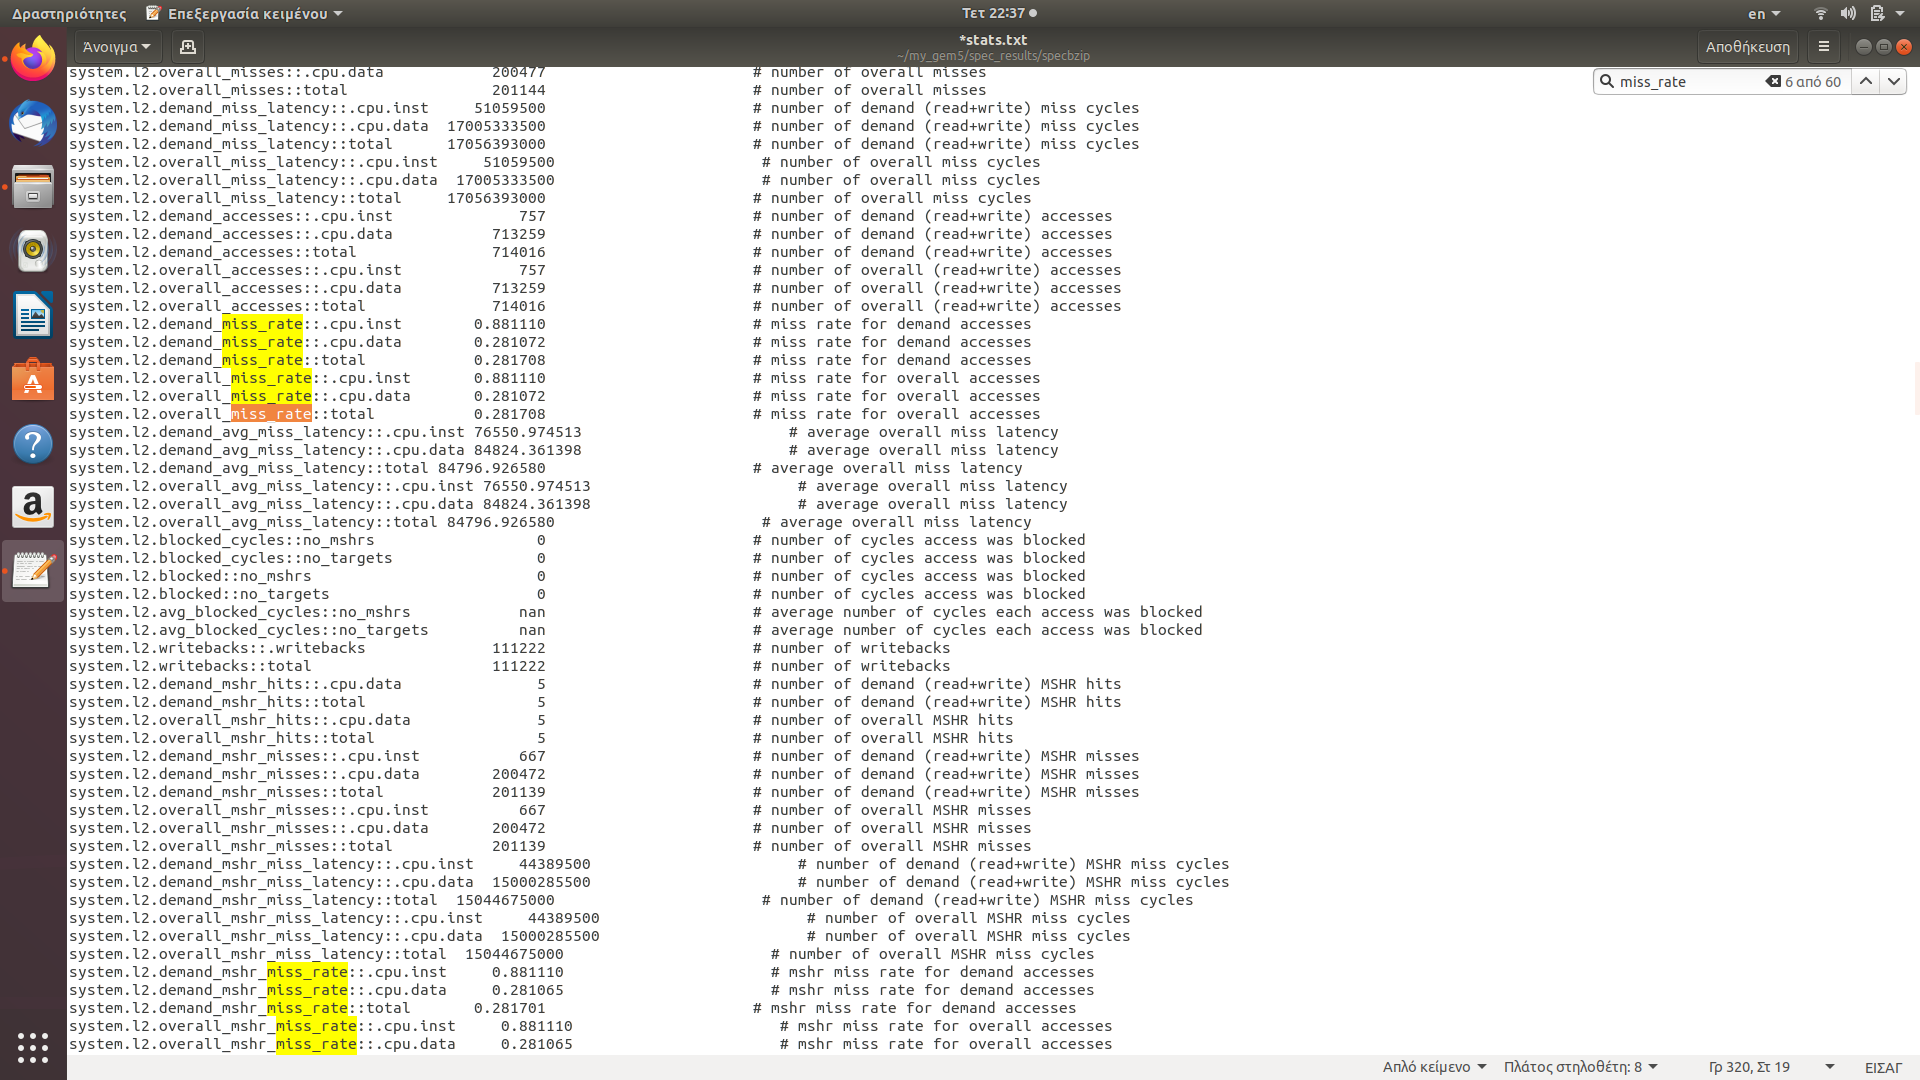 Δραστηριότητες Επεξεργασία κειμένου Τετ 22:37 en
Άνοιγμα *stats.txt Αποθήκευση
~/my_gem5/spec_results/specbzip
miss_rate 6 από 60
system.l2.overall_misses::.cpu.data 200477 # number of overall misses
system.l2.overall_misses::total 201144 # number of overall misses
system.l2.demand_miss_latency::.cpu.inst 51059500 # number of demand (read+write) miss cycles
system.l2.demand_miss_latency::.cpu.data 17005333500 # number of demand (read+write) miss cycles
system.l2.demand_miss_latency::total 17056393000 # number of demand (read+write) miss cycles
system.l2.overall_miss_latency::.cpu.inst 51059500 # number of overall miss cycles
system.l2.overall_miss_latency::.cpu.data 17005333500 # number of overall miss cycles
system.l2.overall_miss_latency::total 17056393000 # number of overall miss cycles
system.l2.demand_accesses::.cpu.inst 757 # number of demand (read+write) accesses
system.l2.demand_accesses::.cpu.data 713259 # number of demand (read+write) accesses
system.l2.demand_accesses::total 714016 # number of demand (read+write) accesses
system.l2.overall_accesses::.cpu.inst 757 # number of overall (read+write) accesses
system.l2.overall_accesses::.cpu.data 713259 # number of overall (read+write) accesses
system.l2.overall_accesses::total 714016 # number of overall (read+write) accesses
system.l2.demand_miss_rate::.cpu.inst 0.881110 # miss rate for demand accesses
system.l2.demand_miss_rate::.cpu.data 0.281072 # miss rate for demand accesses
system.l2.demand_miss_rate::total 0.281708 # miss rate for demand accesses
system.l2.overall_miss_rate::.cpu.inst 0.881110 # miss rate for overall accesses
system.l2.overall_miss_rate::.cpu.data 0.281072 # miss rate for overall accesses
system.l2.overall_miss_rate::total 0.281708 # miss rate for overall accesses
system.l2.demand_avg_miss_latency::.cpu.inst 76550.974513 # average overall miss latency
system.l2.demand_avg_miss_latency::.cpu.data 84824.361398 # average overall miss latency
system.l2.demand_avg_miss_latency::total 84796.926580 # average overall miss latency
system.l2.overall_avg_miss_latency::.cpu.inst 76550.974513 # average overall miss latency
system.l2.overall_avg_miss_latency::.cpu.data 84824.361398 # average overall miss latency
system.l2.overall_avg_miss_latency::total 84796.926580 # average overall miss latency
system.l2.blocked_cycles::no_mshrs 0 # number of cycles access was blocked
system.l2.blocked_cycles::no_targets 0 # number of cycles access was blocked
system.l2.blocked::no_mshrs 0 # number of cycles access was blocked
system.l2.blocked::no_targets 0 # number of cycles access was blocked
system.l2.avg_blocked_cycles::no_mshrs nan # average number of cycles each access was blocked
system.l2.avg_blocked_cycles::no_targets nan # average number of cycles each access was blocked
system.l2.writebacks::.writebacks 111222 # number of writebacks
system.l2.writebacks::total 111222 # number of writebacks
system.l2.demand_mshr_hits::.cpu.data 5 # number of demand (read+write) MSHR hits
system.l2.demand_mshr_hits::total 5 # number of demand (read+write) MSHR hits
system.l2.overall_mshr_hits::.cpu.data 5 # number of overall MSHR hits
system.l2.overall_mshr_hits::total 5 # number of overall MSHR hits
system.l2.demand_mshr_misses::.cpu.inst 667 # number of demand (read+write) MSHR misses
system.l2.demand_mshr_misses::.cpu.data 200472 # number of demand (read+write) MSHR misses
system.l2.demand_mshr_misses::total 201139 # number of demand (read+write) MSHR misses
system.l2.overall_mshr_misses::.cpu.inst 667 # number of overall MSHR misses
system.l2.overall_mshr_misses::.cpu.data 200472 # number of overall MSHR misses
system.l2.overall_mshr_misses::total 201139 # number of overall MSHR misses
system.l2.demand_mshr_miss_latency::.cpu.inst 44389500 # number of demand (read+write) MSHR miss cycles
system.l2.demand_mshr_miss_latency::.cpu.data 15000285500 # number of demand (read+write) MSHR miss cycles
system.l2.demand_mshr_miss_latency::total 15044675000 # number of demand (read+write) MSHR miss cycles
system.l2.overall_mshr_miss_latency::.cpu.inst 44389500 # number of overall MSHR miss cycles
system.l2.overall_mshr_miss_latency::.cpu.data 15000285500 # number of overall MSHR miss cycles
system.l2.overall_mshr_miss_latency::total 15044675000 # number of overall MSHR miss cycles
system.l2.demand_mshr_miss_rate::.cpu.inst 0.881110 # mshr miss rate for demand accesses
system.l2.demand_mshr_miss_rate::.cpu.data 0.281065 # mshr miss rate for demand accesses
system.l2.demand_mshr_miss_rate::total 0.281701 # mshr miss rate for demand accesses
system.l2.overall_mshr_miss_rate::.cpu.inst 0.881110 # mshr miss rate for overall accesses
system.l2.overall_mshr_miss_rate::.cpu.data 0.281065 # mshr miss rate for overall accesses
Απλό κείμενο Πλάτος στηλοθέτη: 8 Γρ 320, Στ 19 ΕΙΣΑΓ